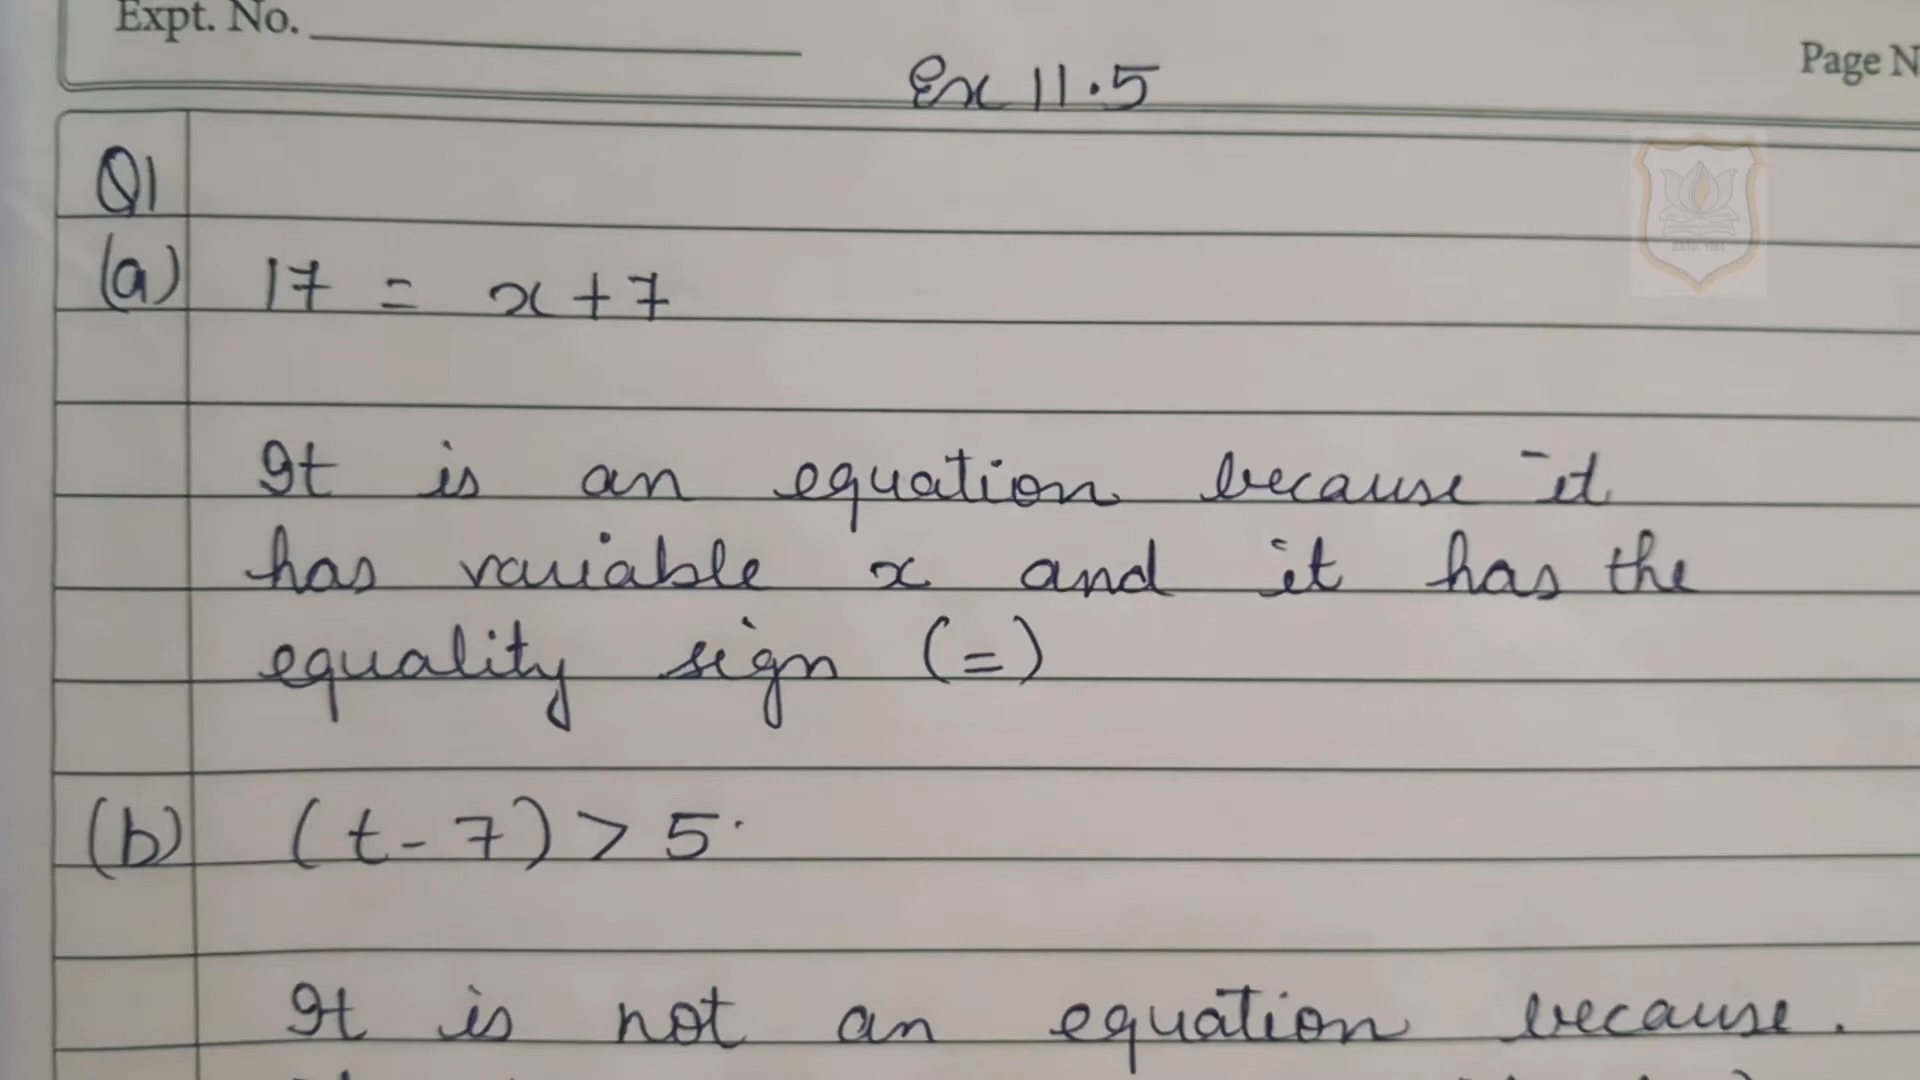 Expt. No.
Page N
Ex 11.5
Q1
(a) 17 = x + 7
It is an equation because it
has variable x and it has the
equality sign (=)
(b) (t - 7) > 5
It is not an equation because